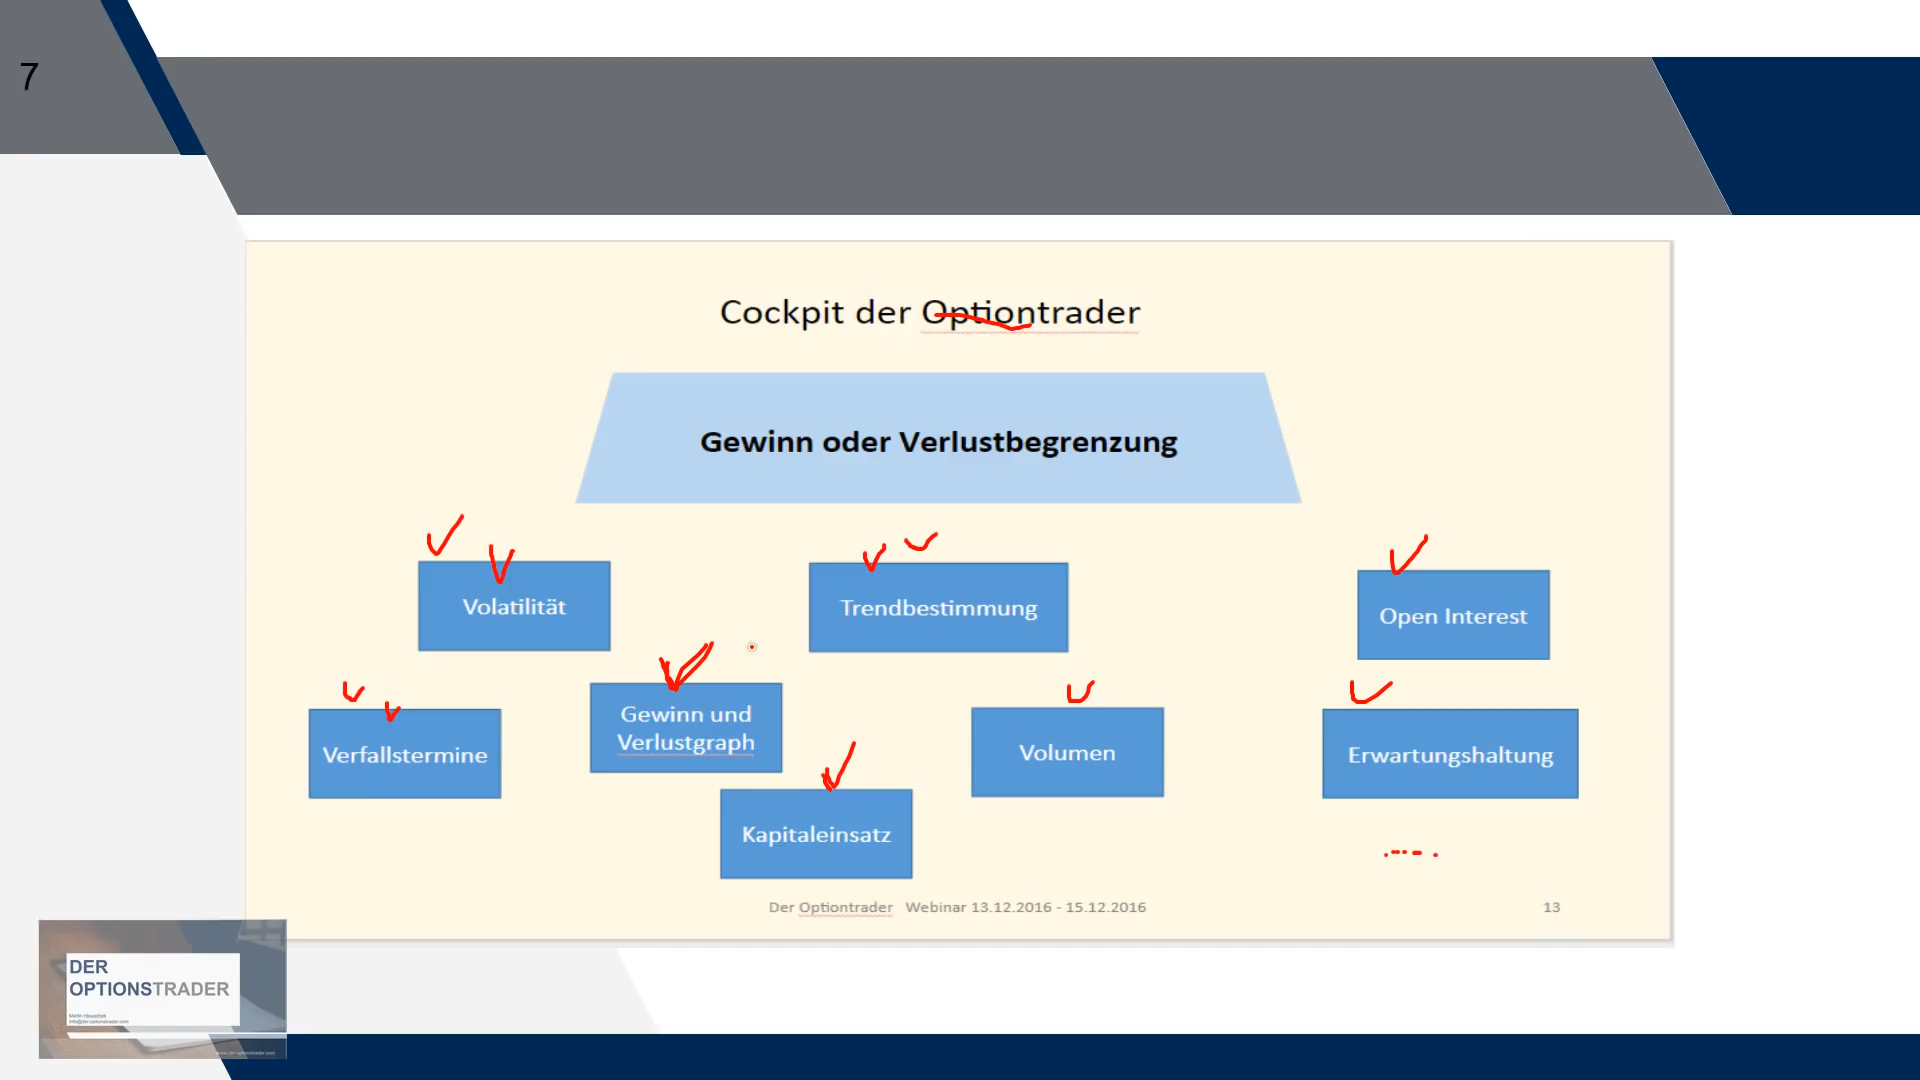 7
Cockpit der Optiontrader
Gewinn oder Verlustbegrenzung
Volatilität
Trendbestimmung
Open Interest
Gewinn und
Verlustgraph
Verfallstermine
Volumen
Erwartungshaltung
Kapitaleinsatz
Der Optiontrader Webinar 13.12.2016 - 15.12.2016
13
DER
OPTIONSTRADER